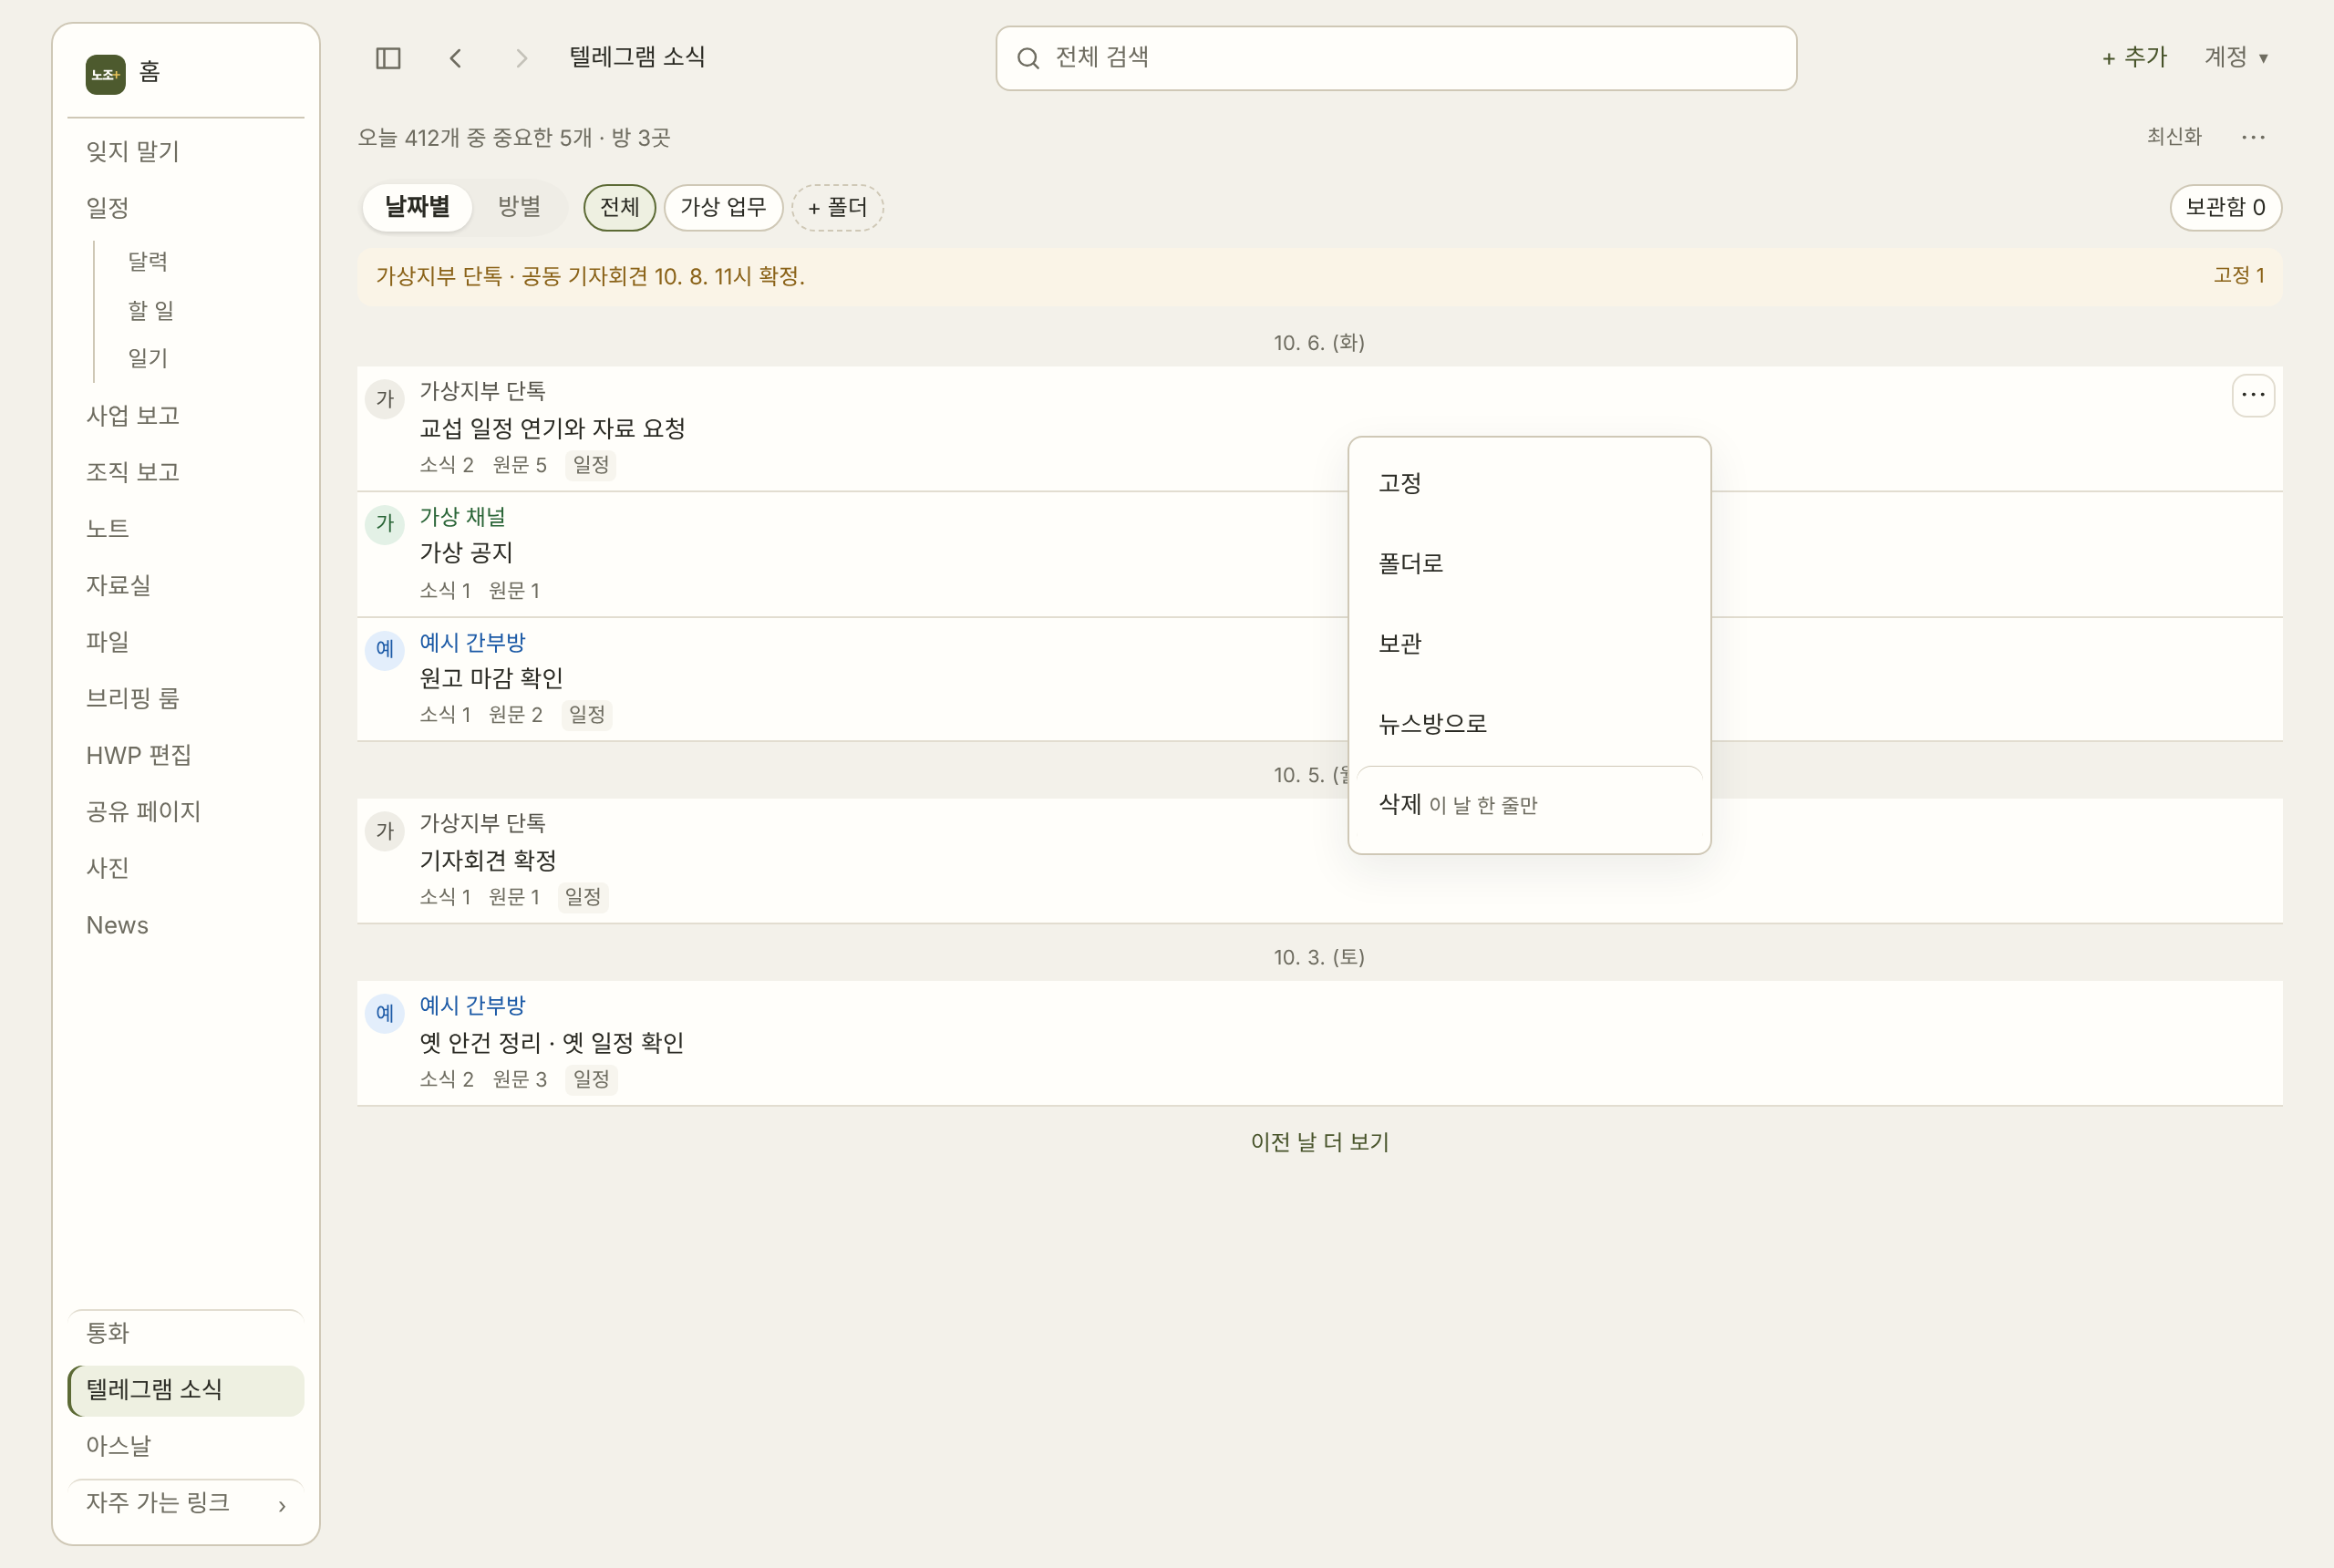 노조+ 홈
잊지 말기
일정
달력
할 일
일기
사업 보고
조직 보고
노트
자료실
파일
브리핑 룸
HWP 편집
공유 페이지
사진
News
통화
텔레그램 소식
아스날
자주 가는 링크 ›
텔레그램 소식
전체 검색
+ 추가
계정 ▾
오늘 412개 중 중요한 5개 · 방 3곳
최신화 ···
날짜별 방별 전체 가상 업무 + 폴더
보관함 0
가상지부 단톡 · 공동 기자회견 10. 8. 11시 확정.
고정 1
10. 6. (화)
가 가상지부 단톡
···
교섭 일정 연기와 자료 요청
소식 2 원문 5 일정
가 가상 채널
가상 공지
소식 1 원문 1
예 예시 간부방
원고 마감 확인
소식 1 원문 2 일정
10. 5.
가 가상지부 단톡
기자회견 확정
소식 1 원문 1 일정
10. 3. (토)
예 예시 간부방
옛 안건 정리 · 옛 일정 확인
소식 2 원문 3 일정
이전 날 더 보기
고정
폴더로
보관
뉴스방으로
삭제 이 날 한 줄만